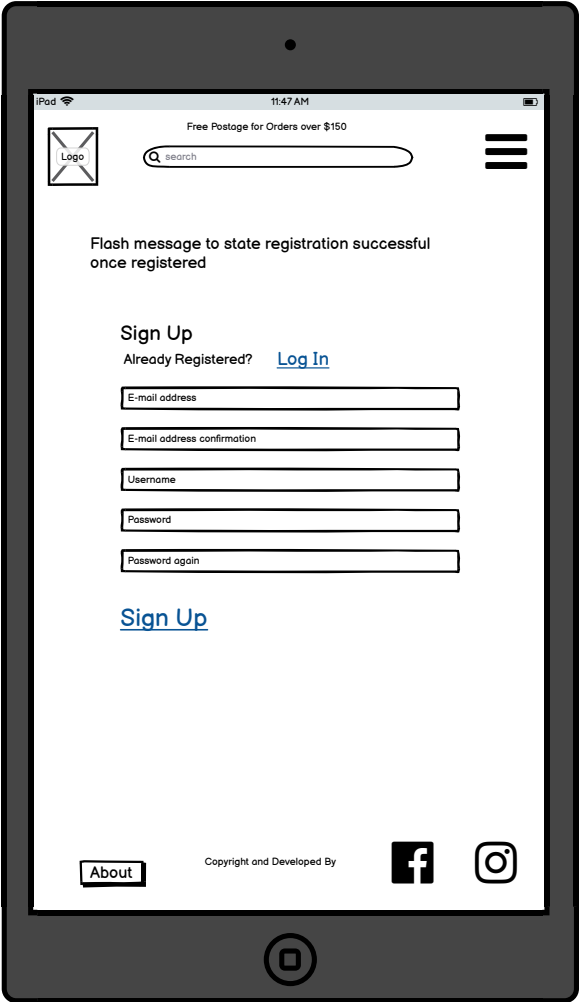 iPad
11:47 AM
Free Postage for Orders over $150
Logo
search
Flash message to state registration successful
once registered
Sign Up
Already Registered? Log In
E-mail address
E-mail address confirmation
Username
Password
Password again
Sign Up
About
Copyright and Developed By